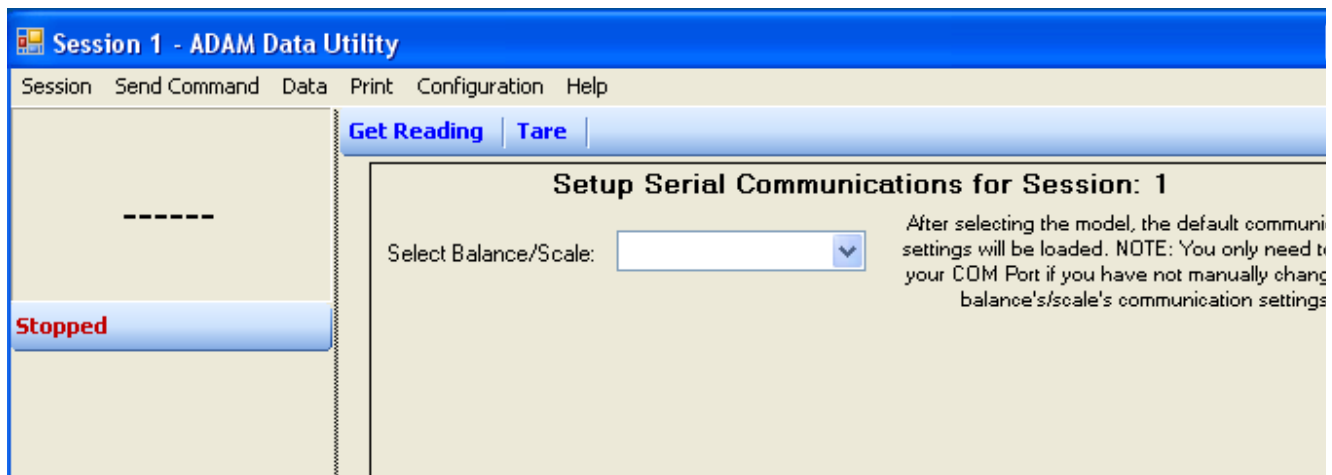 Session 1 - ADAM Data Utility
Session Send Command Data Print Configuration Help
Get Reading Tare
------
Stopped
Setup Serial Communications for Session: 1
Select Balance/Scale:
After selecting the model, the default
settings will be loaded. NOTE: You only need
your COM Port if you have not manually
balance's/scale's communication settings